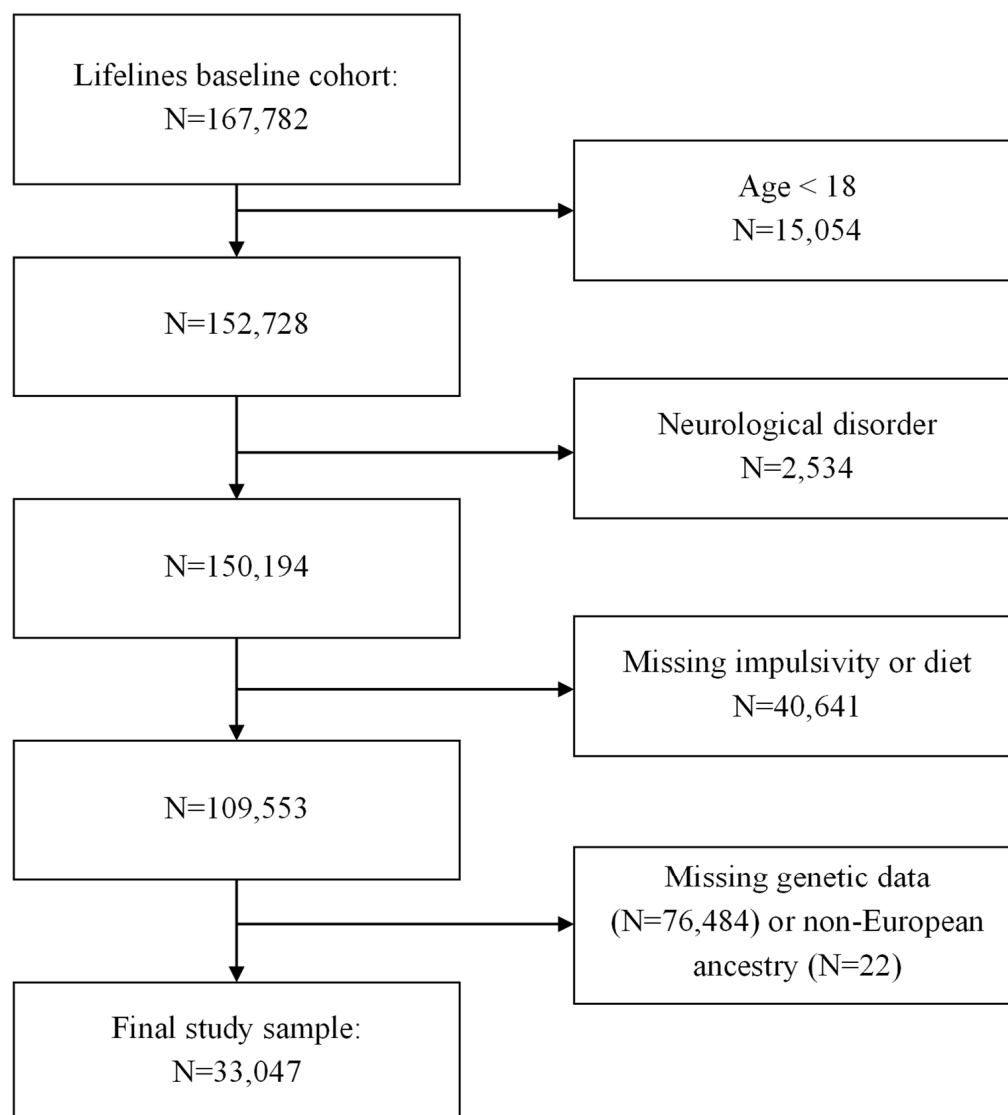 Lifelines baseline cohort:
N=167,782
Age < 18
N=15,054
N=152,728
Neurological disorder
N=2,534
N=150,194
Missing impulsivity or diet
N=40,641
N=109,553
Missing genetic data
(N=76,484) or non-European
ancestry (N=22)
Final study sample:
N=33,047